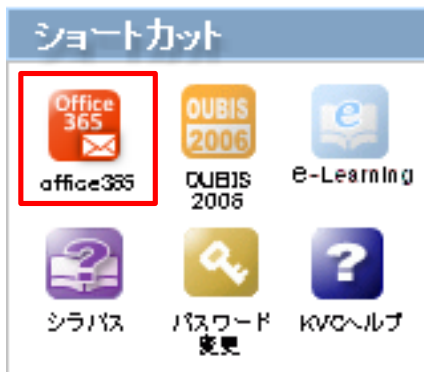 ショートカット
Office
365
office365
OUBIS
2006
OUBIS
2006
e
e-Learning
?
シラバス
パスワード
変更
?
KVCヘルプ